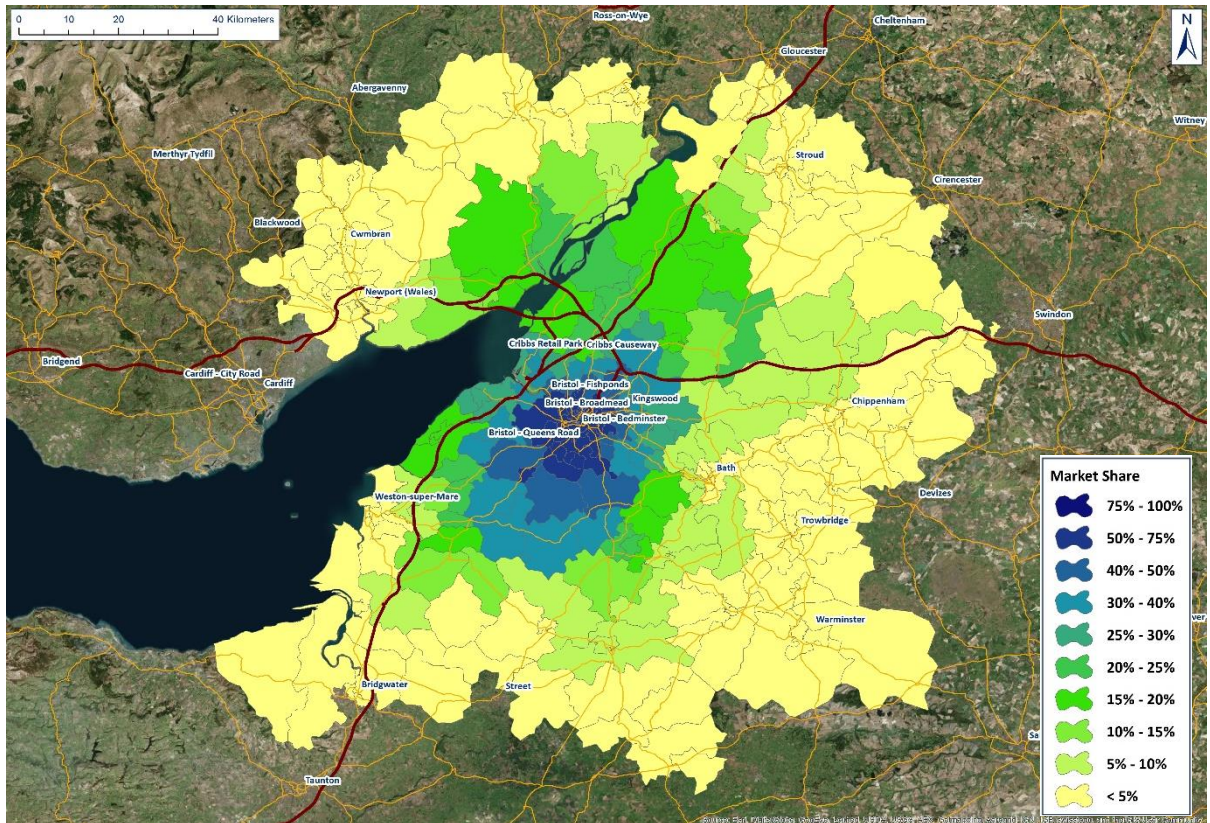 0 10 20 40 Kilometers
N
Ross-on-Wye
Cheltenham
Gloucester
Abergavenny
Witney
Merthyr Tydfil
Stroud
Cirencester
Blackwood
Cwmbran
Newport (Wales)
Swindon
Cribbs Retail Park
Cribbs Causeway
Bridgend
Cardiff - City Road
Cardiff
Bristol - Fishponds
Kingswood
Bristol - Broadmead
Chippenham
Bristol - Bedminster
Bristol - Queens Road
Bath
Weston-super-Mare
Devizes
Trowbridge
Warminster
Bridgwater
Street
Taunton
Market Share
75% - 100%
50% - 75%
40% - 50%
30% - 40%
25% - 30%
20% - 25%
15% - 20%
10% - 15%
5% - 10%
< 5%